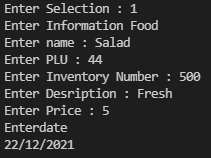 Enter Selection : 1
Enter Information Food
Enter name : Salad
Enter PLU : 44
Enter Inventory Number : 500
Enter Desription : Fresh
Enter Price : 5
Enterdate
22/12/2021